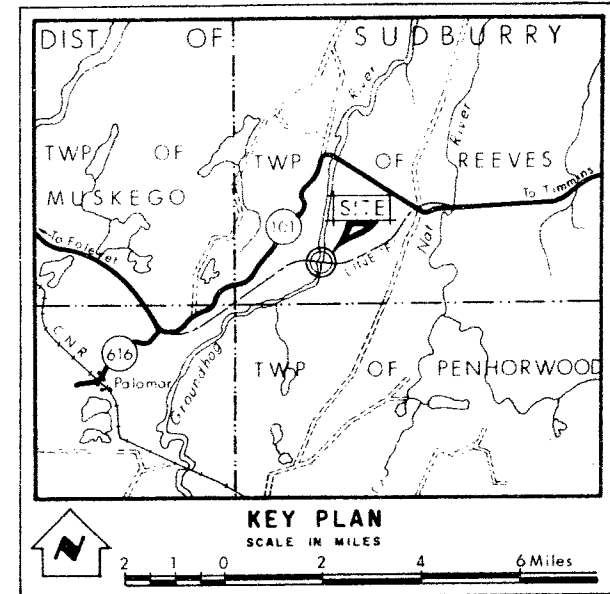 DIST OF SUDBURRY
River
TWP OF
MUSKEGO
TWP OF REEVES
River
To Timmins
SITE
101
To Foleyet
LINE
Nat
C.N.R
616
Palomar
Groundhog
TWP OF PENHORWOOD
KEY PLAN
SCALE IN MILES
N
2 1 0 2 4 6 Miles